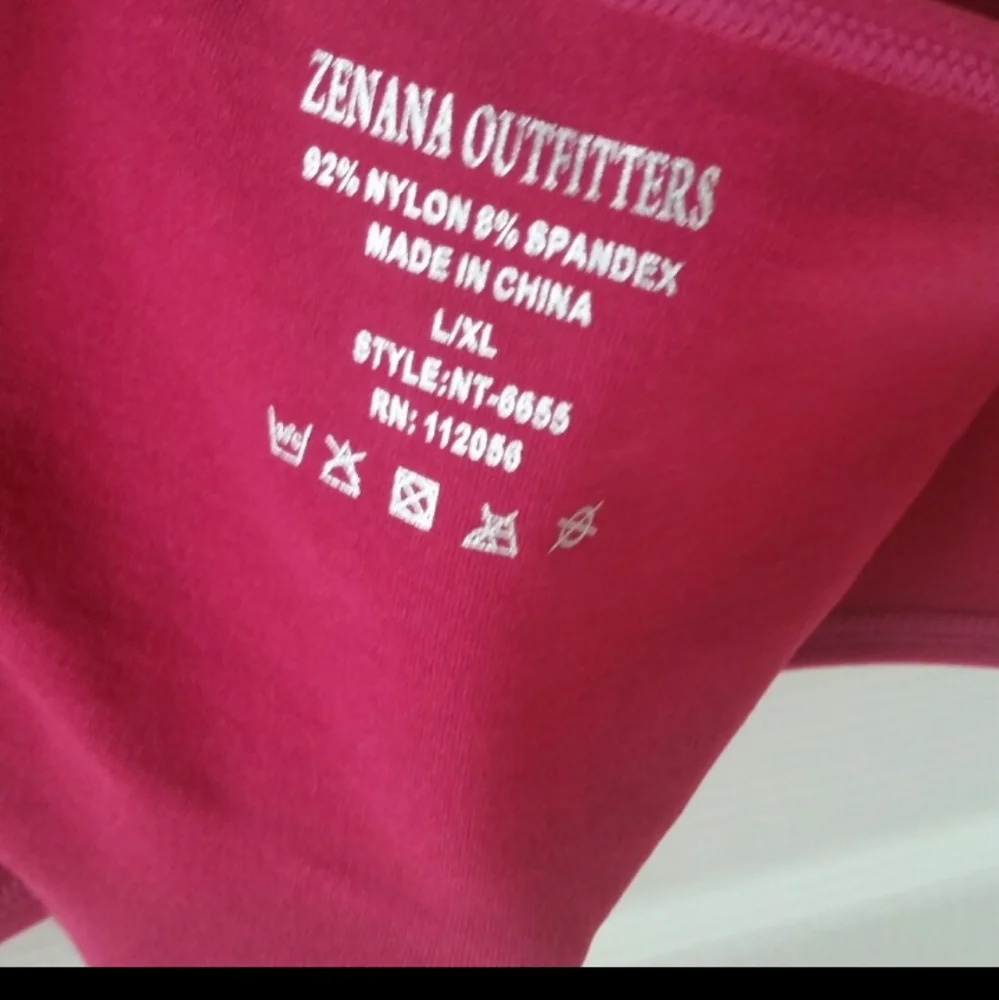 ZENANA OUTFITTERS
92% NYLON 8% SPANDEX
MADE IN CHINA
L/XL
STYLE:NT-6655
RN: 112056